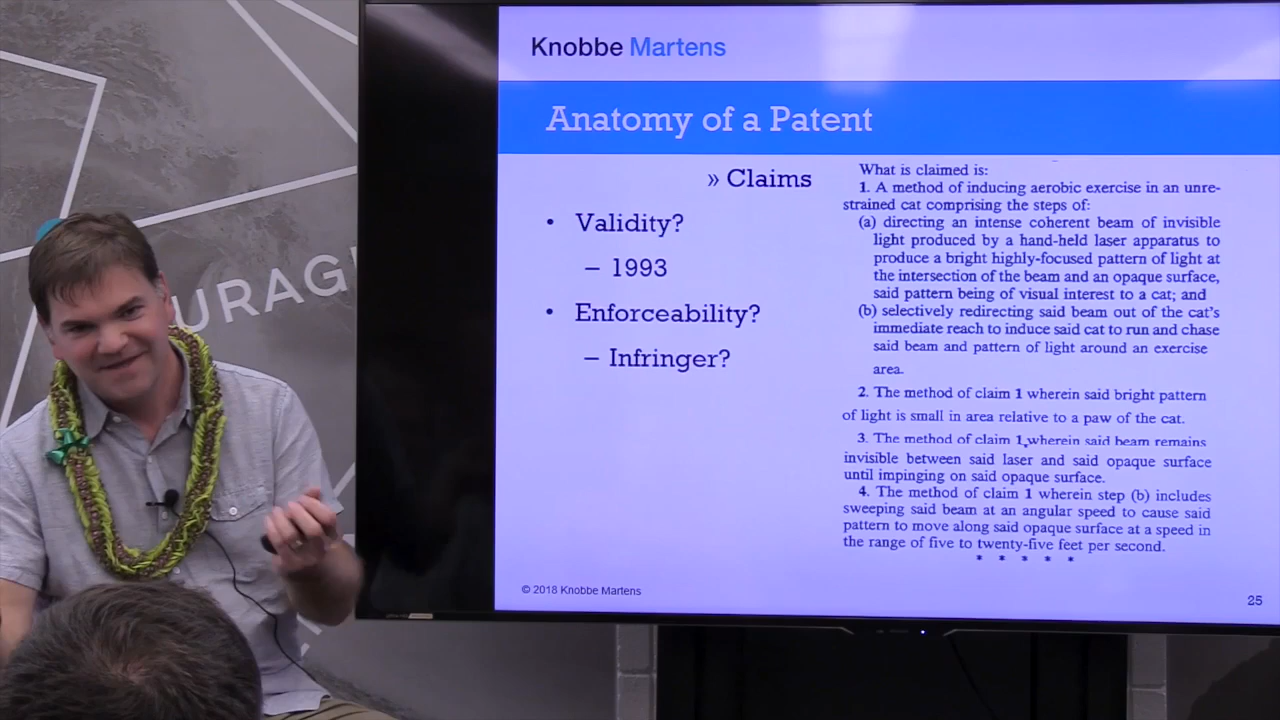 Knobbe Martens
Anatomy of a Patent
» Claims
• Validity?
– 1993
• Enforceability?
– Infringer?
What is claimed is:
1. A method of inducing aerobic exercise in an unre-
strained cat comprising the steps of:
(a) directing an intense coherent beam of invisible
light produced by a hand-held laser apparatus to
produce a bright highly-focused pattern of light at
the intersection of the beam and an opaque surface,
said pattern being of visual interest to a cat; and
(b) selectively redirecting said beam out of the cat's
immediate reach to induce said cat to run and chase
said beam and pattern of light around an exercise
area.
2. The method of claim 1 wherein said bright pattern
of light is small in area relative to a paw of the cat.
3. The method of claim 1 wherein said beam remains
invisible between said laser and said opaque surface
until impinging on said opaque surface.
4. The method of claim 1 wherein step (b) includes
sweeping said beam at an angular speed to cause said
pattern to move along said opaque surface at a speed in
the range of five to twenty-five feet per second.
* * * * *
© 2018 Knobbe Martens
25
URAG